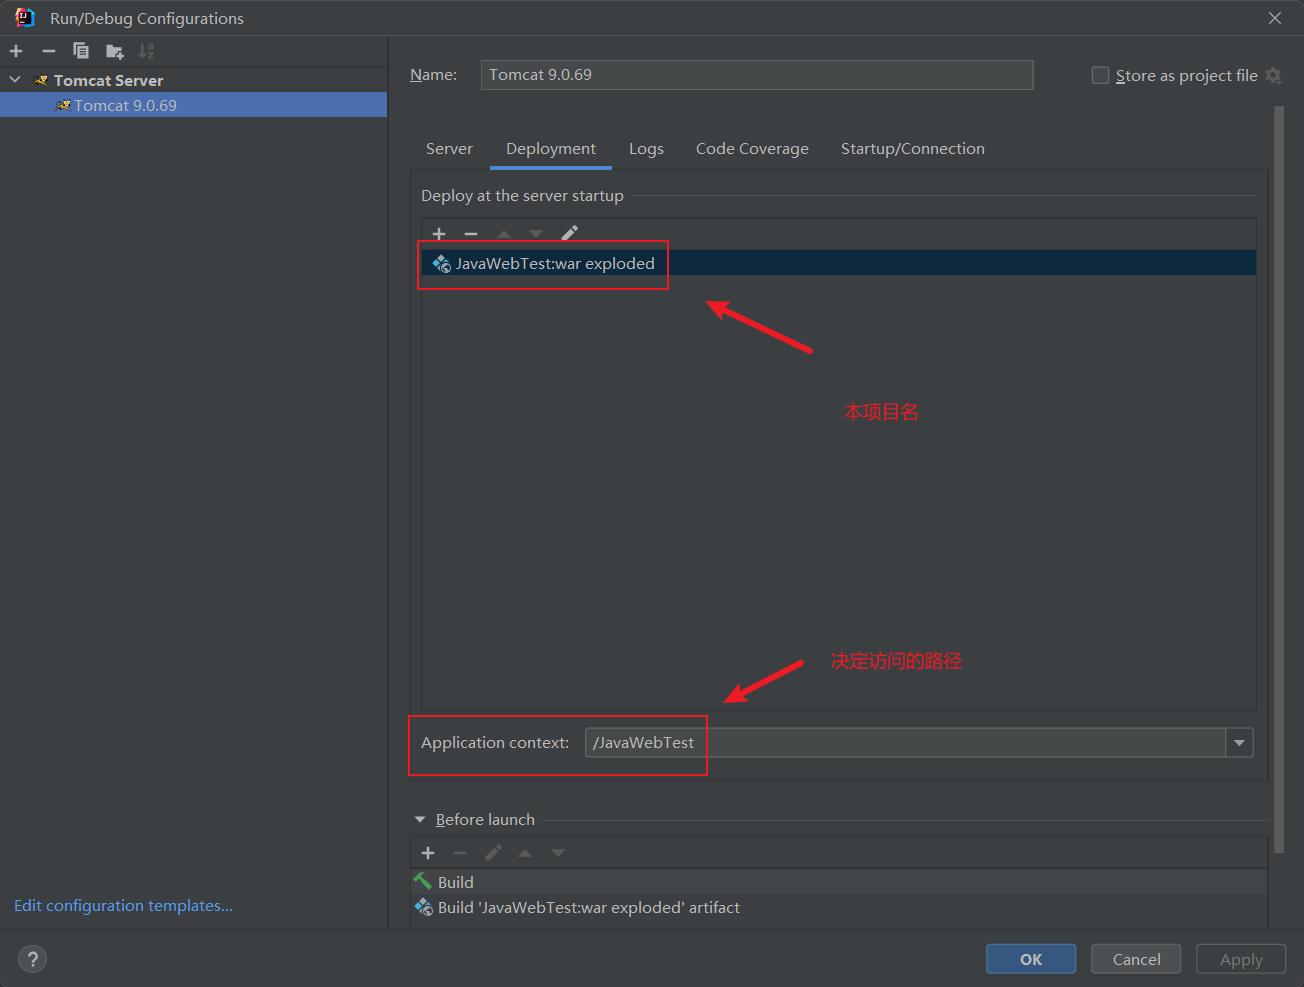 Run/Debug Configurations
Tomcat Server
Tomcat 9.0.69
Edit configuration templates...
Name:
Tomcat 9.0.69
Store as project file
Server
Deployment
Logs
Code Coverage
Startup/Connection
Deploy at the server startup
JavaWebTest:war exploded
本项目名
决定访问的路径
Application context:
/JavaWebTest
Before launch
Build
Build 'JavaWebTest:war exploded' artifact
?
OK
Cancel
Apply